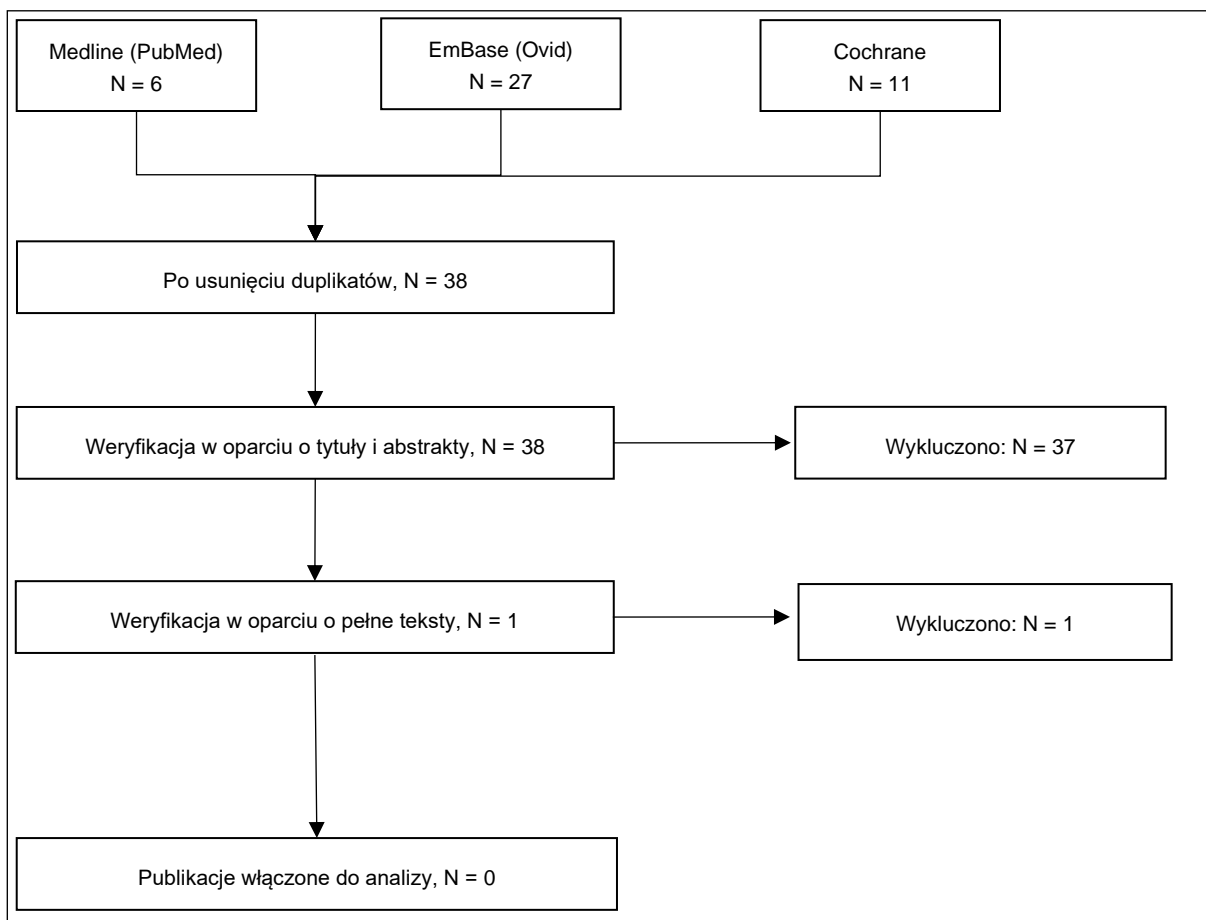 Medline (PubMed)
N = 6
EmBase (Ovid)
N = 27
Cochrane
N = 11
Po usunięciu duplikatów, N = 38
Weryfikacja w oparciu o tytuły i abstrakty, N = 38
Wykluczono: N = 37
Weryfikacja w oparciu o pełne teksty, N = 1
Wykluczono: N = 1
Publikacje włączone do analizy, N = 0